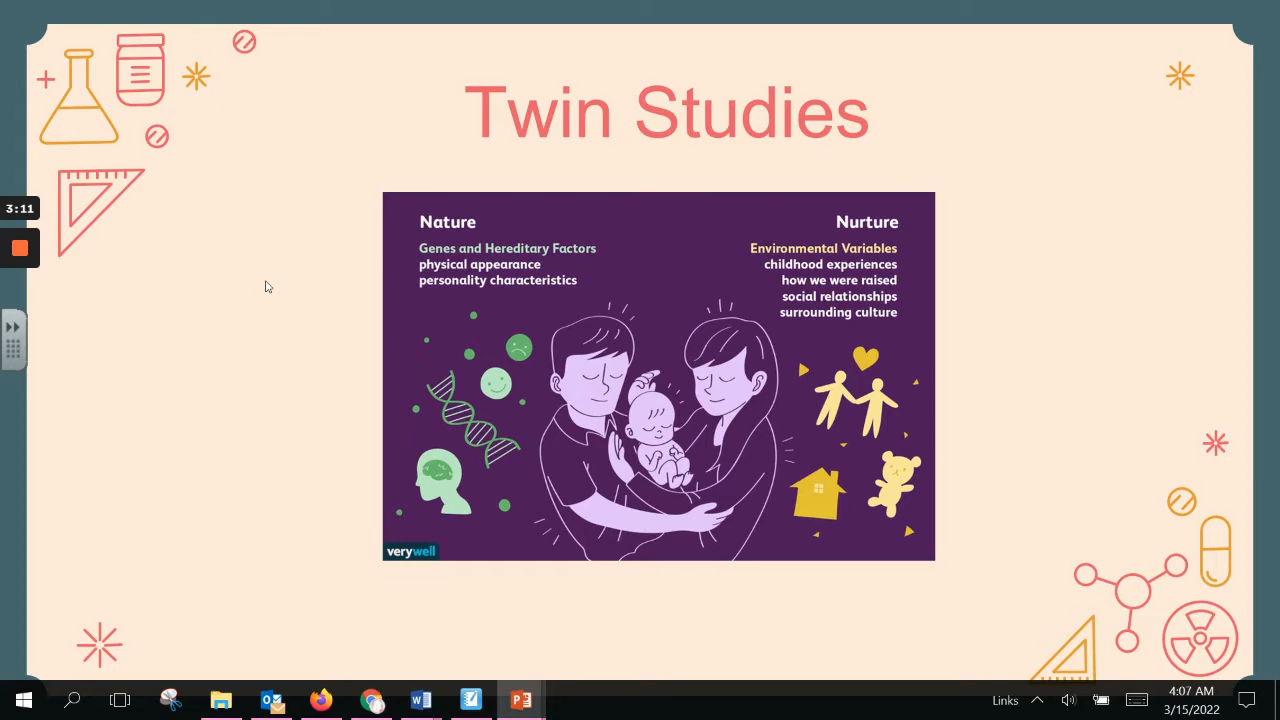 Twin Studies
Nature
Genes and Hereditary Factors
physical appearance
personality characteristics
Nurture
Environmental Variables
childhood experiences
how we were raised
social relationships
surrounding culture
verywell
3:11
Links
4:07 AM
3/15/2022